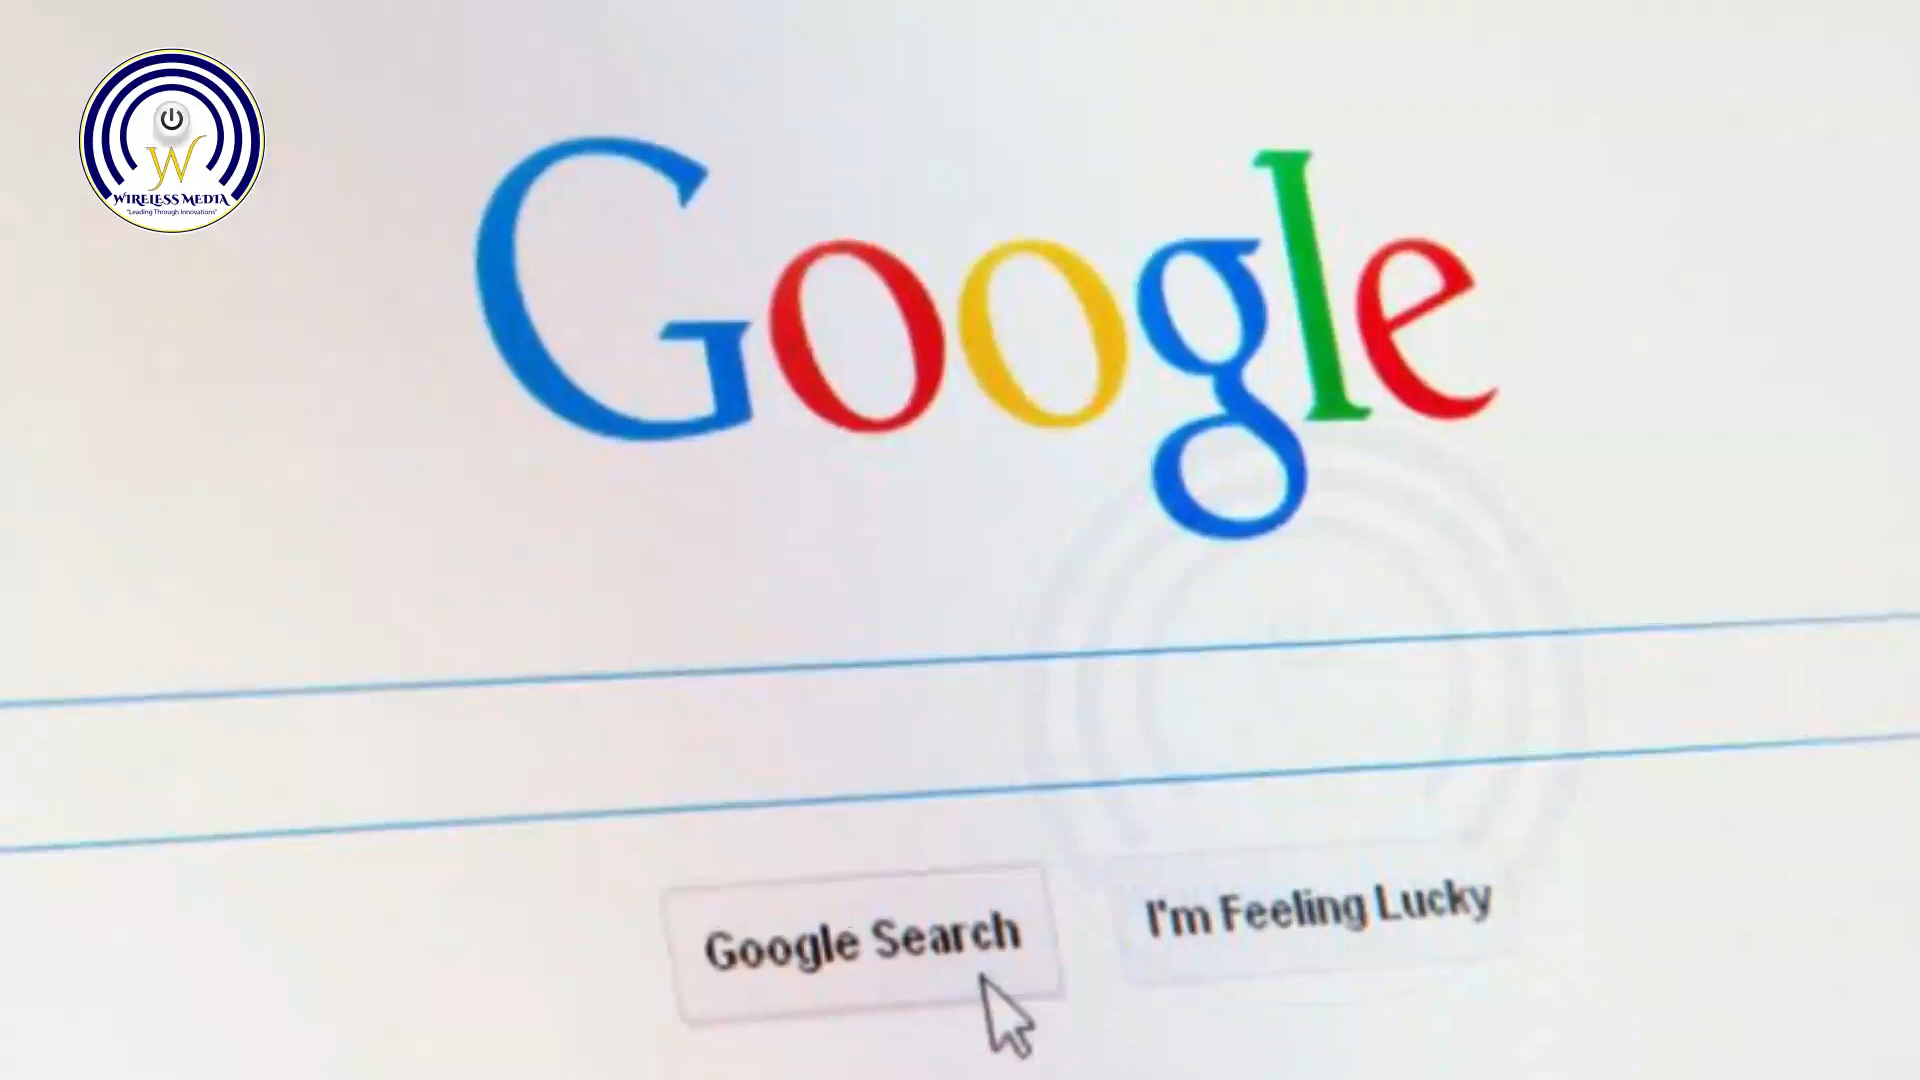 Google
W
WIRELESS MEDIA
"Leading Through Innovations"
Google Search
I'm Feeling Lucky